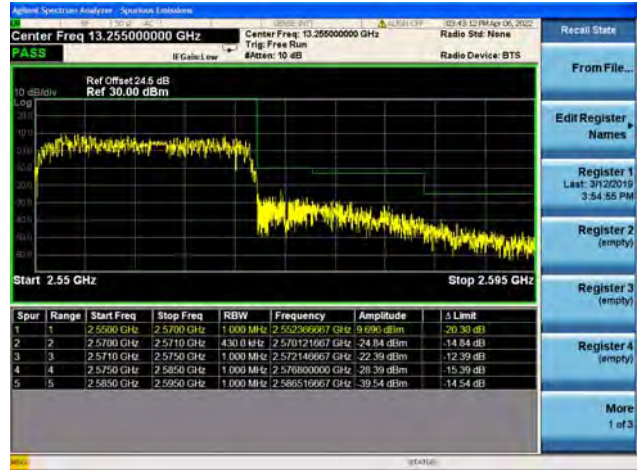 Agilent Spectrum Analyzer - Spurious Emissions
RF 50 Ω AC SENSE:INT ALIGN OFF 03:43:12 PM Apr 06, 2022
Center Freq 13.255000000 GHz Center Freq: 13.255000000 GHz Radio Std: None
Trig: Free Run
PASS IFGain:Low #Atten: 10 dB Radio Device: BTS
Ref Offset 24.5 dB
10 dB/div Ref 30.00 dBm
Log
Start 2.55 GHz Stop 2.595 GHz
Spur Range Start Freq Stop Freq RBW Frequency Amplitude Δ Limit
1 1 2.5500 GHz 2.5700 GHz 1.000 MHz 2.552366667 GHz 9.696 dBm -20.30 dB
2 2 2.5700 GHz 2.5710 GHz 430.0 kHz 2.570121667 GHz -24.84 dBm -14.84 dB
3 3 2.5710 GHz 2.5750 GHz 1.000 MHz 2.572146667 GHz -22.39 dBm -12.39 dB
4 4 2.5750 GHz 2.5850 GHz 1.000 MHz 2.576800000 GHz -28.39 dBm -15.39 dB
5 5 2.5850 GHz 2.5950 GHz 1.000 MHz 2.586516667 GHz -39.54 dBm -14.54 dB
MSG STATUS
Recall State
From File...
Edit Register
Names
Register 1
Last: 3/12/2019
3:54:55 PM
Register 2
(empty)
Register 3
(empty)
Register 4
(empty)
More
1 of 3